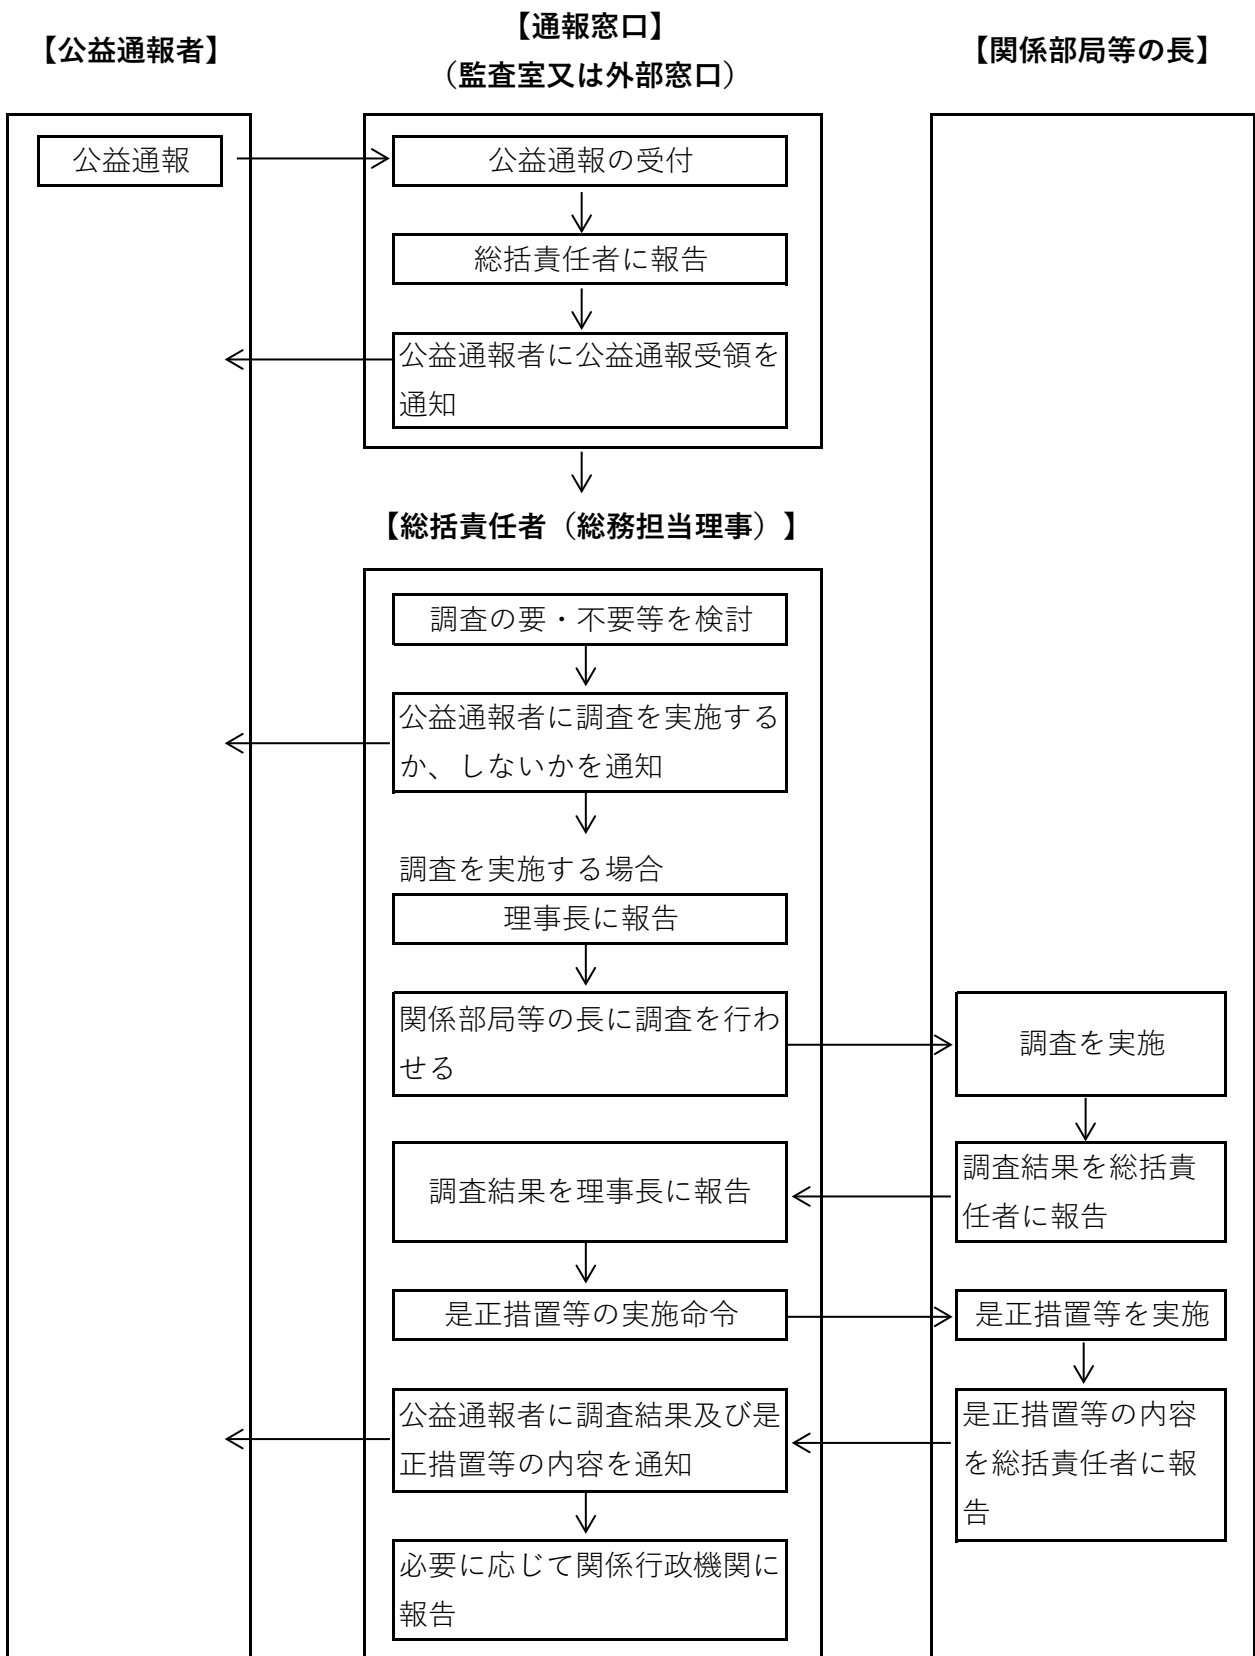 【公益通報者】
【通報窓口】
（監査室又は外部窓口）
【関係部局等の長】
公益通報
公益通報の受付
総括責任者に報告
公益通報者に公益通報受領を
通知
【総括責任者（総務担当理事）】
調査の要・不要等を検討
公益通報者に調査を実施する
か、しないかを通知
調査を実施する場合
理事長に報告
関係部局等の長に調査を行わ
せる
調査を実施
調査結果を総括責
任者に報告
調査結果を理事長に報告
是正措置等の実施命令
是正措置等を実施
是正措置等の内容
を総括責任者に報
告
公益通報者に調査結果及び是
正措置等の内容を通知
必要に応じて関係行政機関に
報告